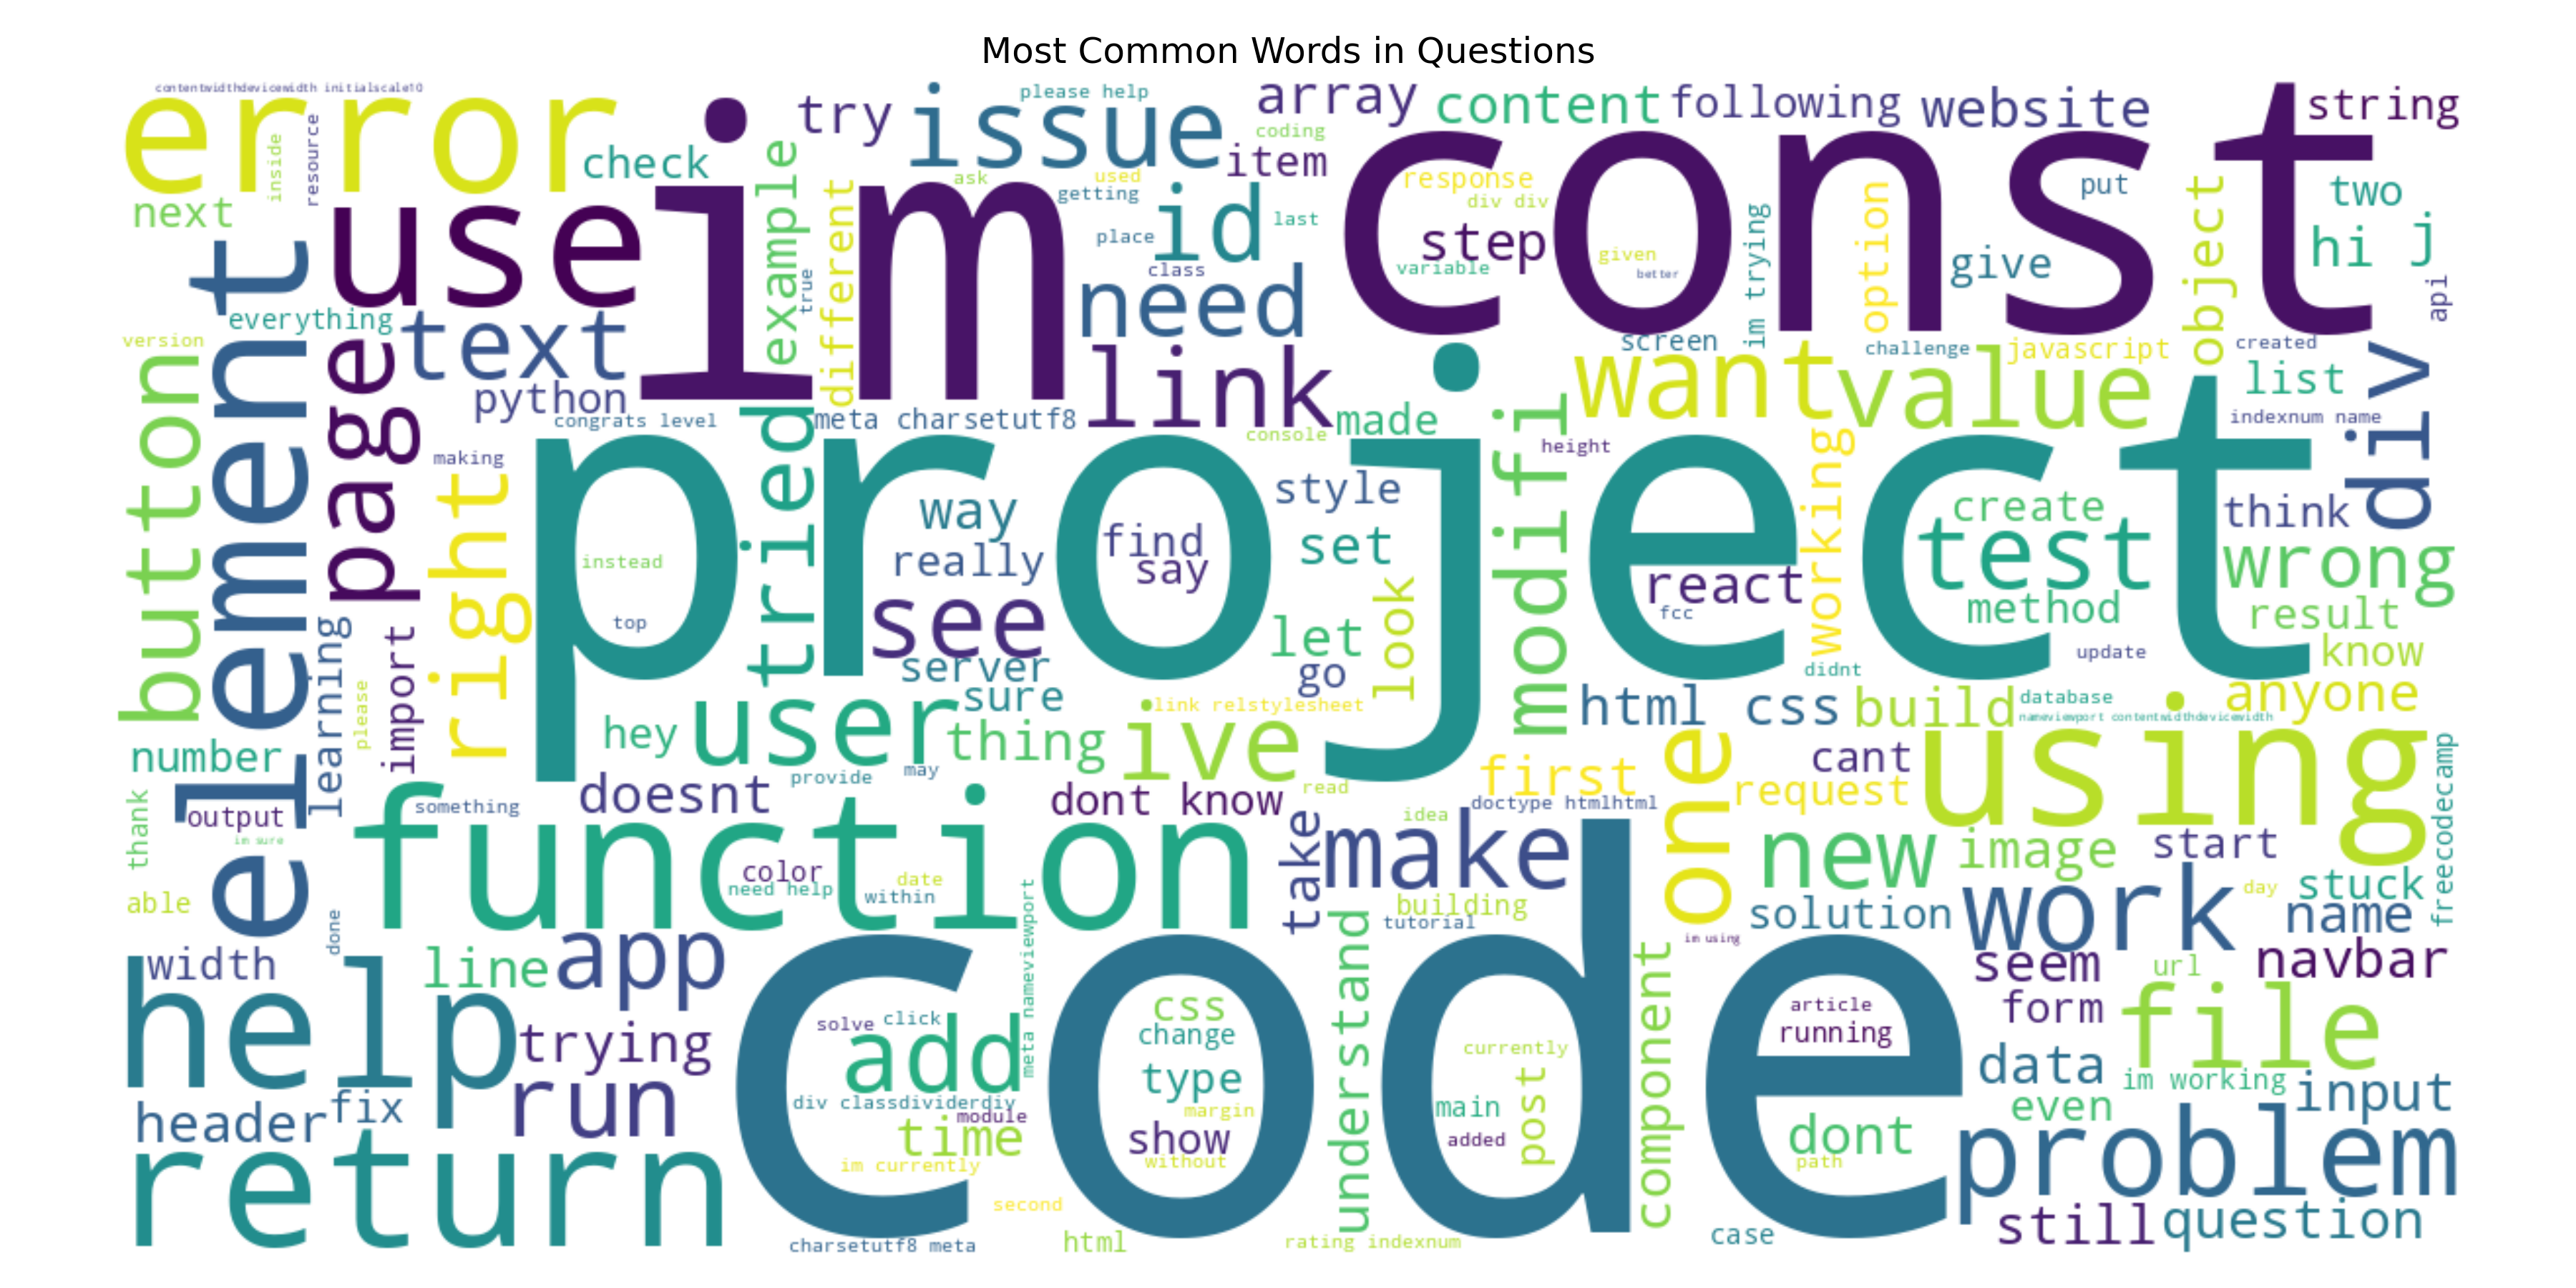 Most Common Words in Questions
contentwidthdevicewidth initialscale10
error
inside
resource
check
next
use
im
try
issue
please help
array
content
following
website
string
coding
item
example
different
ask
used
getting
id
last
place
class
need
true
const
response
div div
step
given
variable
better
im trying
option
put
give
object
two
hi
j
api
element
everything
text
version
button
page
python
congrats level
making
right
tried
meta charsetutf8
link
console
made
screen
want
challenge
javascript
value
created
list
indexnum name
div
height
modifi
working
project
instead
top
way
really
find
say
see
server
sure
style
set
let
look
go
react
fcc
create
test
method
update
think
wrong
result
know
didnt
anyone
learning
please
import
number
hey
user
thing
ive
link relstylesheet
html css
build
database
nameviewport contentwidthdevicewidth
first
one
cant
request
using
freecodecamp
thank
output
im sure
able
something
doesnt
provide
may
dont know
read
doctype htmlhtml
idea
function
color
need help
date
within
take
make
building
tutorial
new
image
start
solution
work
day
stuck
name
im using
done
width
line
app
meta nameviewport
understand
component
seem
url
navbar
form
file
help
trying
run
header
fix
return
code
solve
click
add
div classdividerdiv
module
time
im currently
second
css
change
type
margin
show
without
currently
main
post
added
article
running
dont
path
data
im working
even
input
problem
still
question
charsetutf8 meta
html
rating indexnum
case